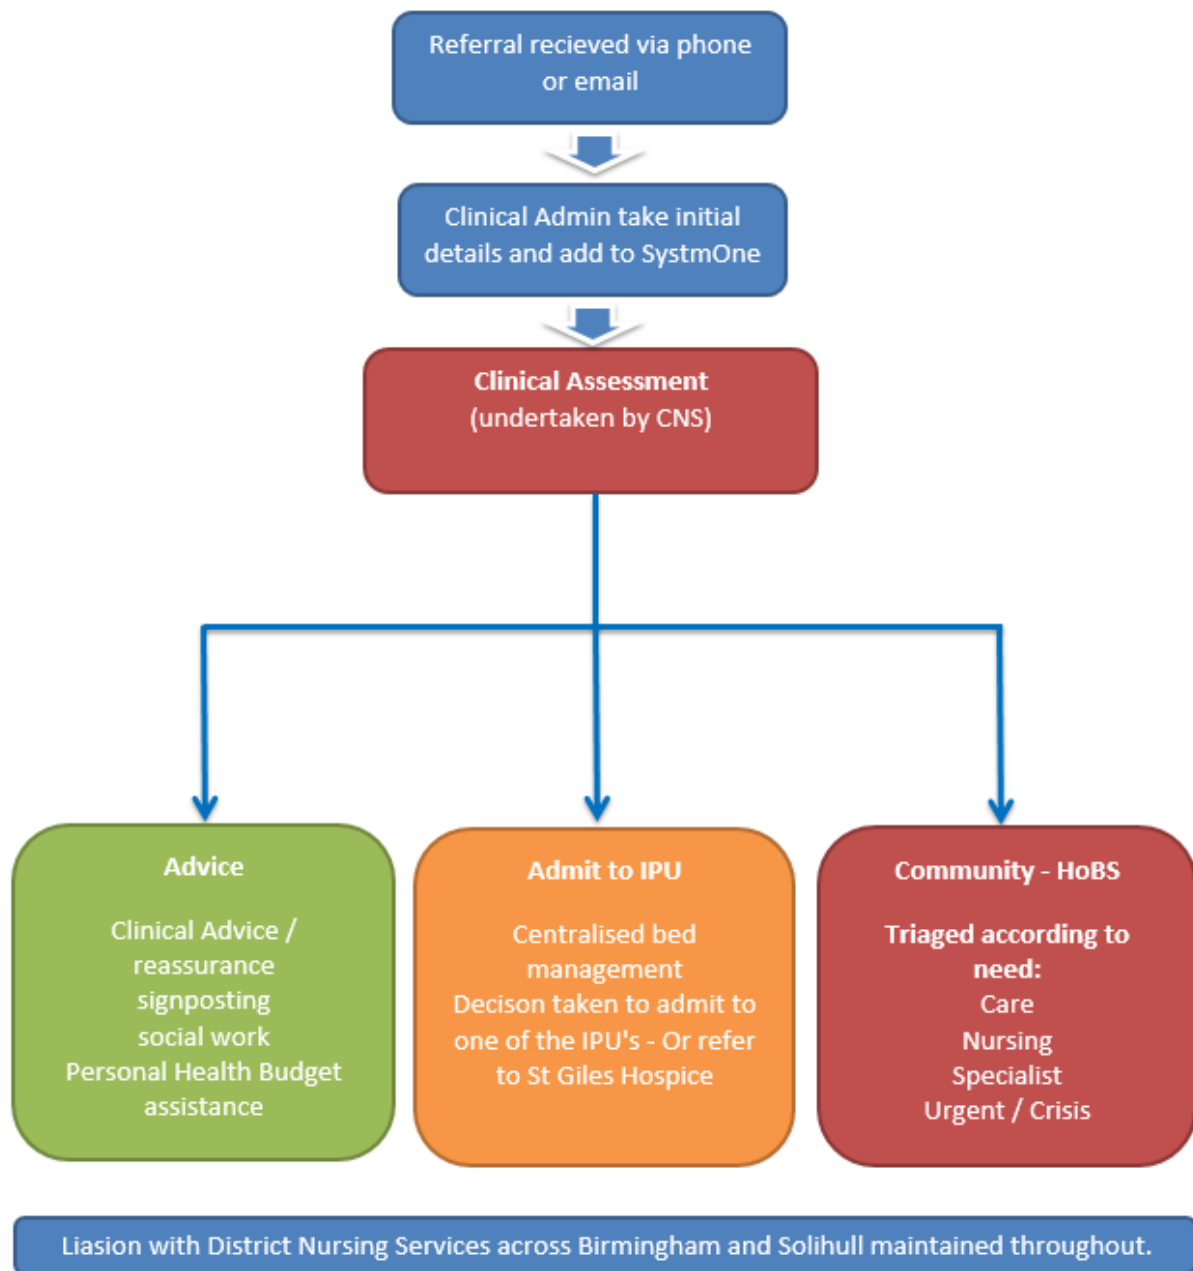 Referral recieved via phone
or email
Clinical Admin take initial
details and add to SystmOne
Clinical Assessment
(undertaken by CNS)
Advice
Clinical Advice /
reassurance
signposting
social work
Personal Health Budget
assistance
Admit to IPU
Centralised bed
management
Decison taken to admit to
one of the IPU's - Or refer
to St Giles Hospice
Community - HoBS
Triaged according to
need:
Care
Nursing
Specialist
Urgent / Crisis
Liasion with District Nursing Services across Birmingham and Solihull maintained throughout.